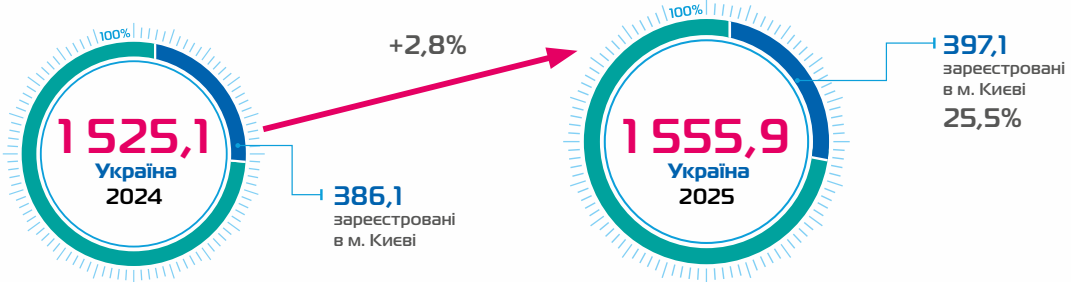 100%
1 525,1
Україна
2024
386,1
зареєстровані
в м. Києві
+2,8%
100%
1 555,9
Україна
2025
397,1
зареєстровані
в м. Києві
25,5%